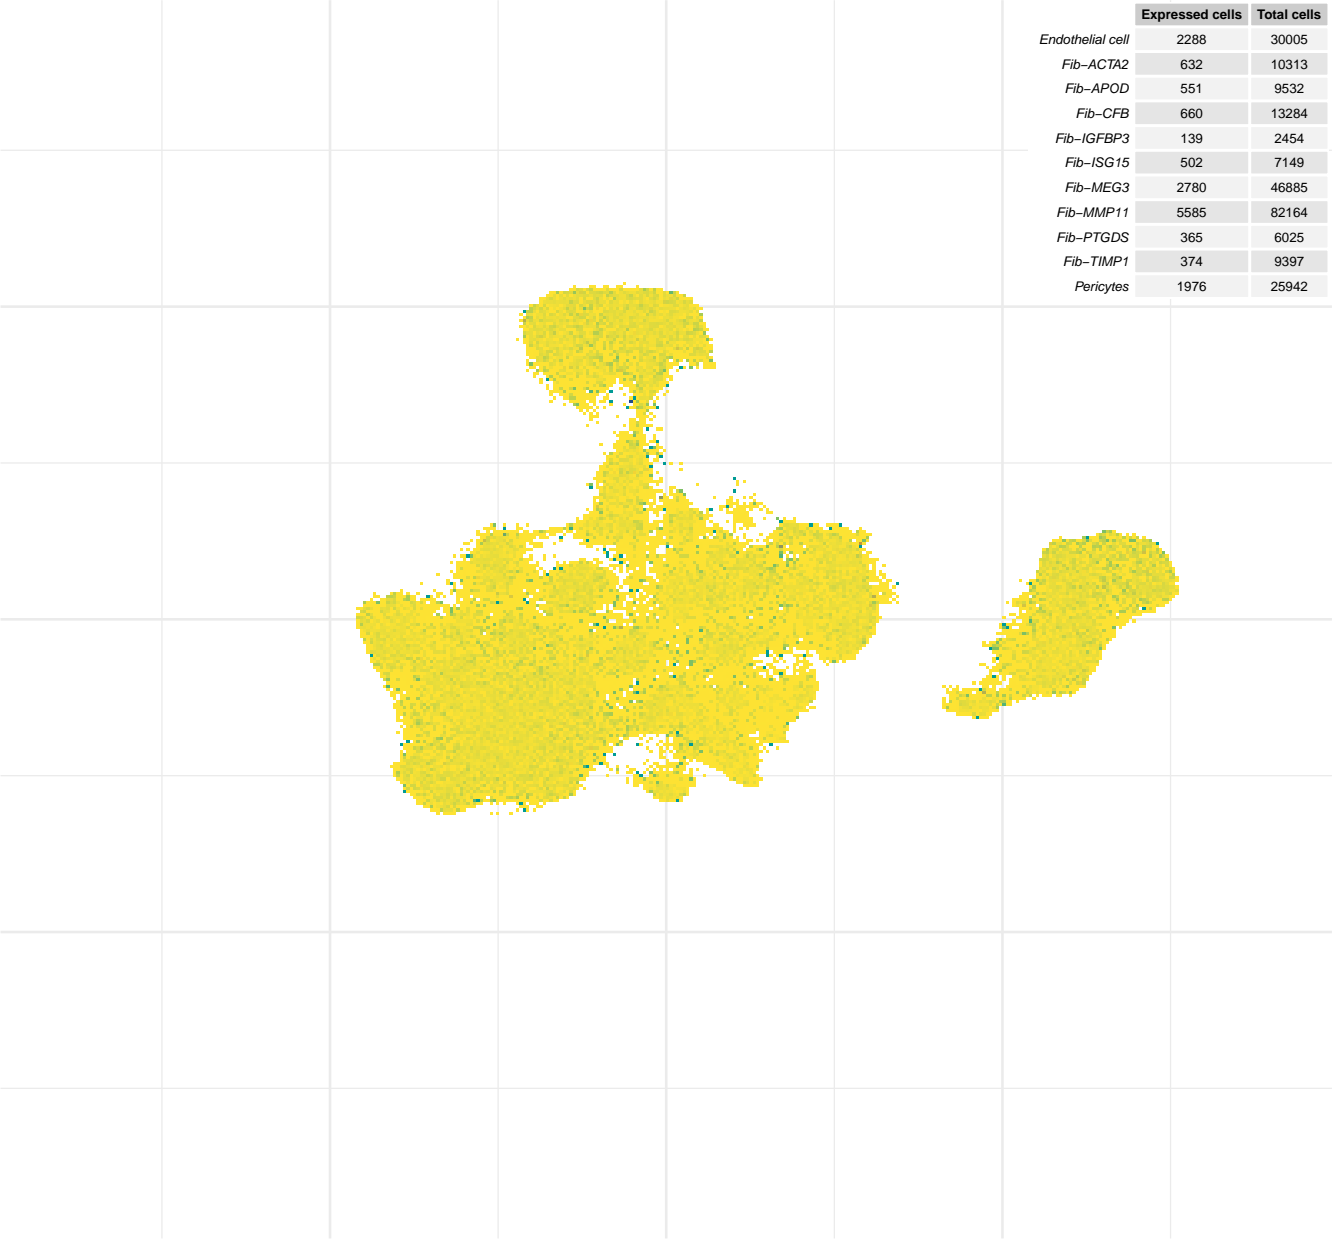 Expressed cells Total cells
Endothelial cell 2288 30005
Fib−ACTA2 632 10313
Fib−APOD 551 9532
Fib−CFB 660 13284
Fib−IGFBP3 139 2454
Fib−ISG15 502 7149
Fib−MEG3 2780 46885
Fib−MMP11 5585 82164
Fib−PTGDS 365 6025
Fib−TIMP1 374 9397
Pericytes 1976 25942